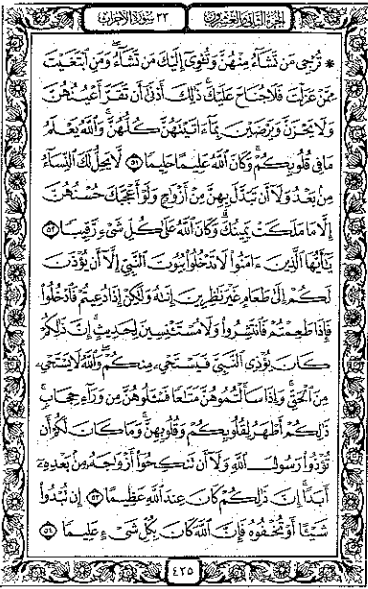 الجزء الثاني والعشرون ٣٣ سورة الأحزاب
۞ تُرْجِي مَن تَشَآءُ مِنْهُنَّ وَتُـْٔوِىٓ إِلَيْكَ مَن تَشَآءُ وَمَنِ ٱبْتَغَيْتَ
مِمَّنْ عَزَلْتَ فَلَا جُنَاحَ عَلَيْكَ ذَٰلِكَ أَدْنَىٰٓ أَن تَقَرَّ أَعْيُنُهُنَّ
وَلَا يَحْزَنَّ وَيَرْضَيْنَ بِمَآ ءَاتَيْتَهُنَّ كُلُّهُنَّ وَٱللَّهُ يَعْلَمُ
مَا فِى قُلُوبِكُمْ وَكَانَ ٱللَّهُ عَلِيمًا حَلِيمًا ٥١ لَّا يَحِلُّ لَكَ ٱلنِّسَآءُ
مِنۢ بَعْدُ وَلَآ أَن تَبَدَّلَ بِهِنَّ مِنْ أَزْوَٰجٍ وَلَوْ أَعْجَبَكَ حُسْنُهُنَّ
إِلَّا مَا مَلَكَتْ يَمِينُكَ وَكَانَ ٱللَّهُ عَلَىٰ كُلِّ شَىْءٍ رَّقِيبًا ٥٢
يَٰٓأَيُّهَا ٱلَّذِينَ ءَامَنُوا۟ لَا تَدْخُلُوا۟ بُيُوتَ ٱلنَّبِىِّ إِلَّآ أَن يُؤْذَنَ
لَكُمْ إِلَىٰ طَعَامٍ غَيْرَ نَٰظِرِينَ إِنَىٰهُ وَلَٰكِنْ إِذَا دُعِيتُمْ فَٱدْخُلُوا۟
فَإِذَا طَعِمْتُمْ فَٱنتَشِرُوا۟ وَلَا مُسْتَـْٔنِسِينَ لِحَدِيثٍ إِنَّ ذَٰلِكُمْ
كَانَ يُؤْذِى ٱلنَّبِىَّ فَيَسْتَحْىِۦ مِنكُمْ وَٱللَّهُ لَا يَسْتَحْىِۦ
مِنَ ٱلْحَقِّ وَإِذَا سَأَلْتُمُوهُنَّ مَتَٰعًا فَسْـَٔلُوهُنَّ مِن وَرَآءِ حِجَابٍ
ذَٰلِكُمْ أَطْهَرُ لِقُلُوبِكُمْ وَقُلُوبِهِنَّ وَمَا كَانَ لَكُمْ أَن
تُؤْذُوا۟ رَسُولَ ٱللَّهِ وَلَآ أَن تَنكِحُوٓا۟ أَزْوَٰجَهُۥ مِنۢ بَعْدِهِۦٓ
أَبَدًا إِنَّ ذَٰلِكُمْ كَانَ عِندَ ٱللَّهِ عَظِيمًا ٥٣ إِن تُبْدُوا۟
شَيْـًٔا أَوْ تُخْفُوهُ فَإِنَّ ٱللَّهَ كَانَ بِكُلِّ شَىْءٍ عَلِيمًا ٥٤
٤٢٥